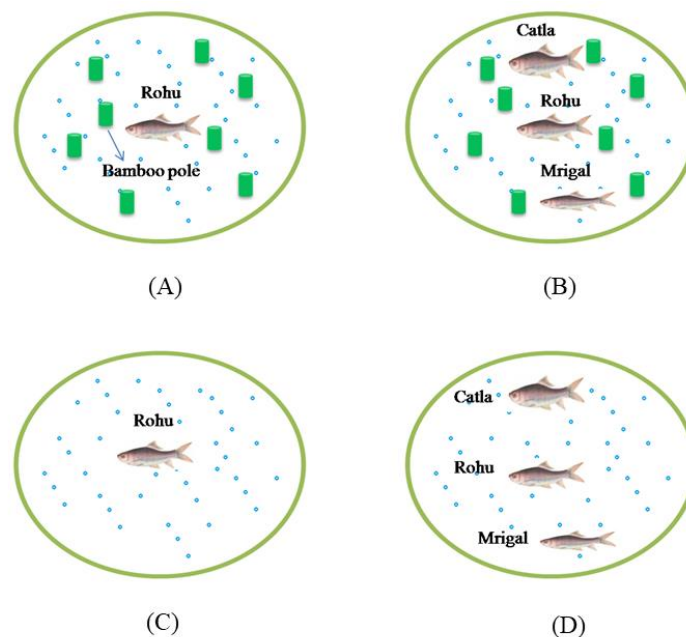 Rohu
Bamboo pole
(A)
Catla
Rohu
Mrigal
(B)
Rohu
(C)
Catla
Rohu
Mrigal
(D)